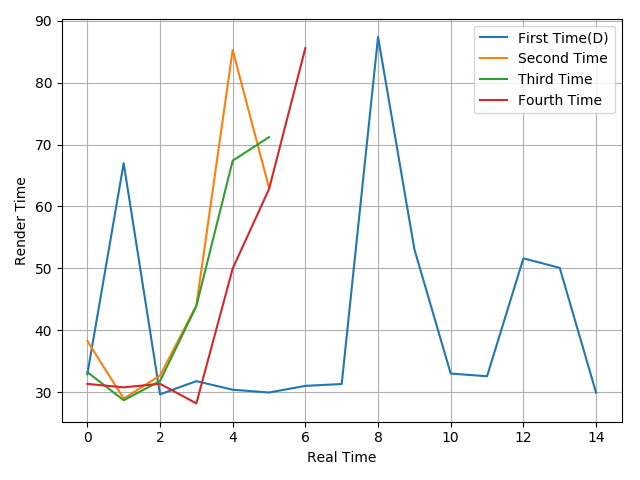 First Time(D)
Second Time
Third Time
Fourth Time
Render Time
90
80
70
60
50
40
30
0 2 4 6 8 10 12 14
Real Time